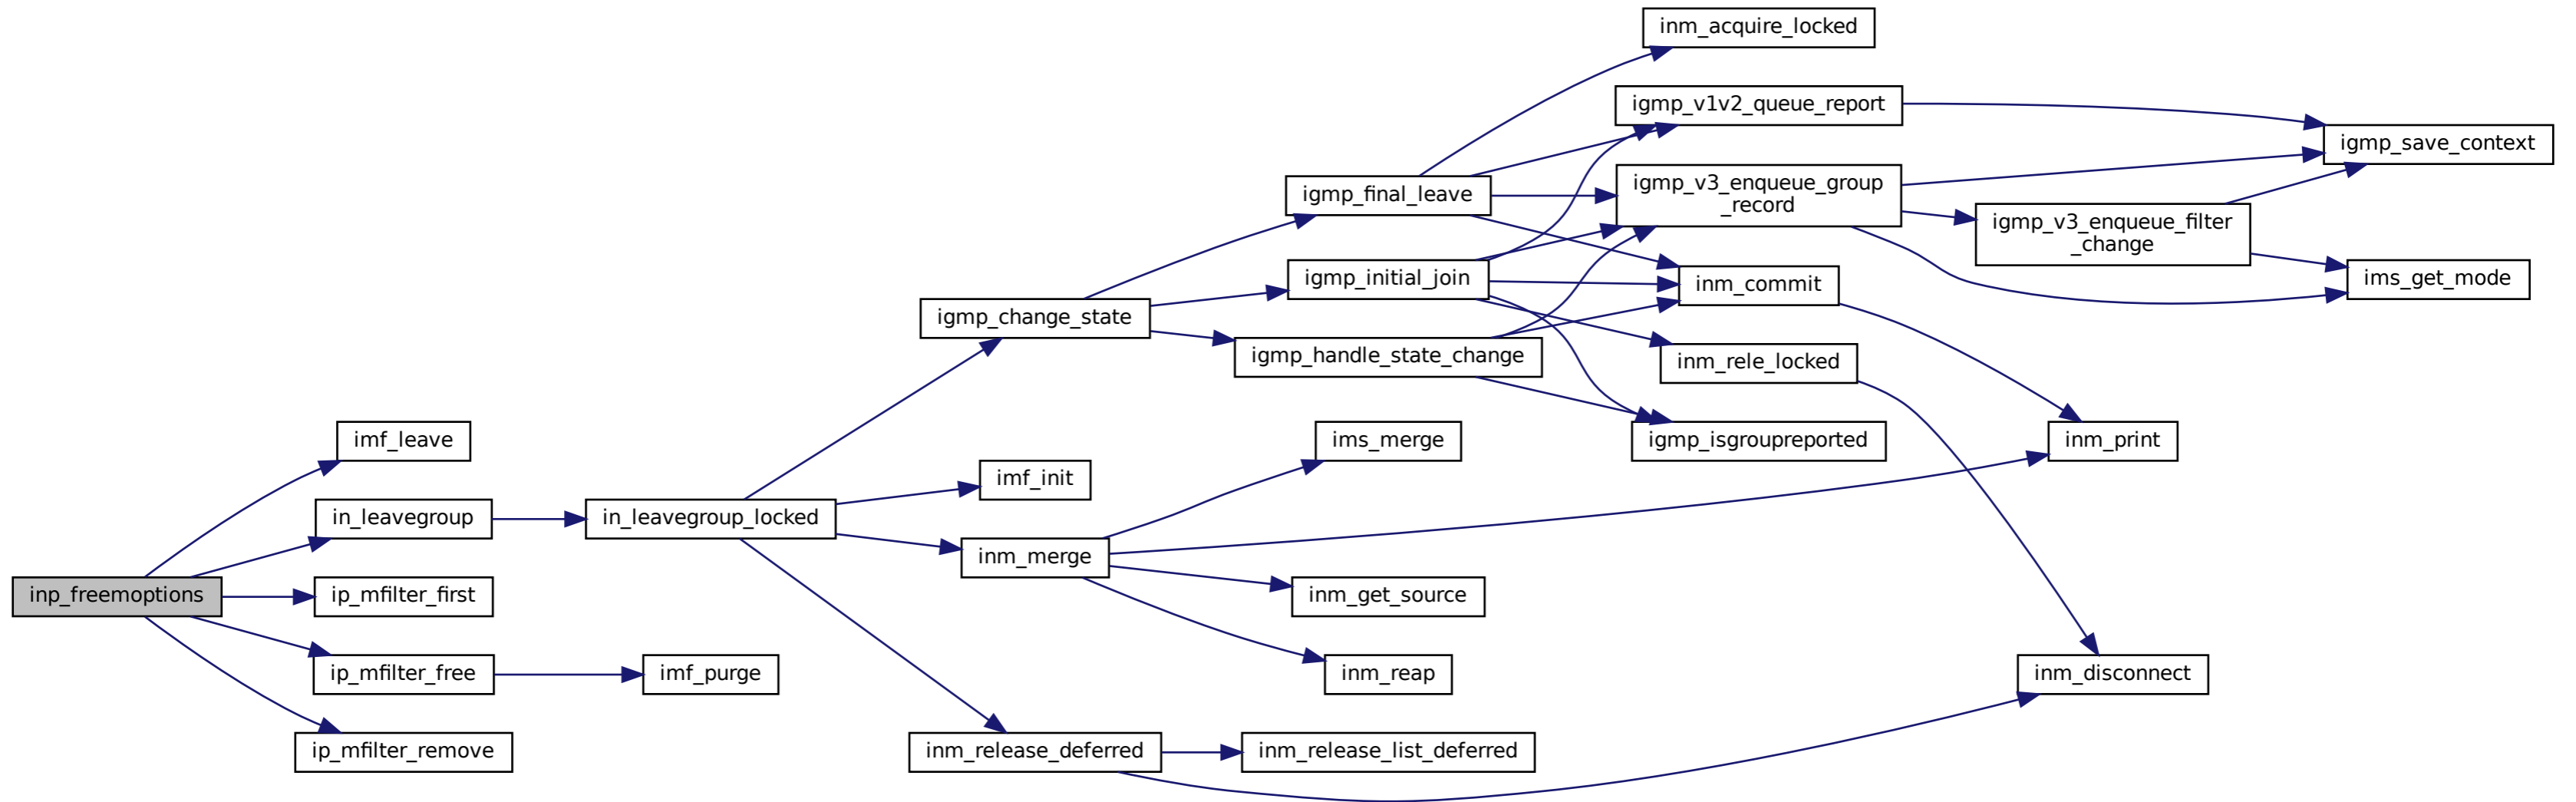 inm_acquire_locked
igmp_v1v2_queue_report
igmp_save_context
igmp_final_leave
igmp_v3_enqueue_group
_record
igmp_v3_enqueue_filter
_change
igmp_initial_join
inm_commit
ims_get_mode
igmp_change_state
igmp_handle_state_change
inm_rele_locked
imf_leave
ims_merge
igmp_isgroupreported
inm_print
imf_init
in_leavegroup
in_leavegroup_locked
inm_merge
inp_freemoptions
ip_mfilter_first
inm_get_source
ip_mfilter_free
imf_purge
inm_reap
inm_disconnect
ip_mfilter_remove
inm_release_deferred
inm_release_list_deferred